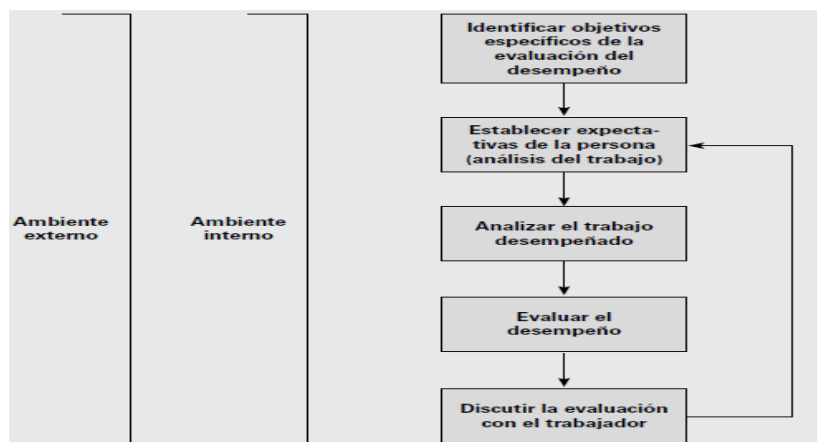 Identificar objetivos
específicos de la
evaluación del
desempeño
Establecer expecta-
tivas de la persona
(análisis del trabajo)
Ambiente
externo
Ambiente
interno
Analizar el trabajo
desempeñado
Evaluar el
desempeño
Discutir la evaluación
con el trabajador